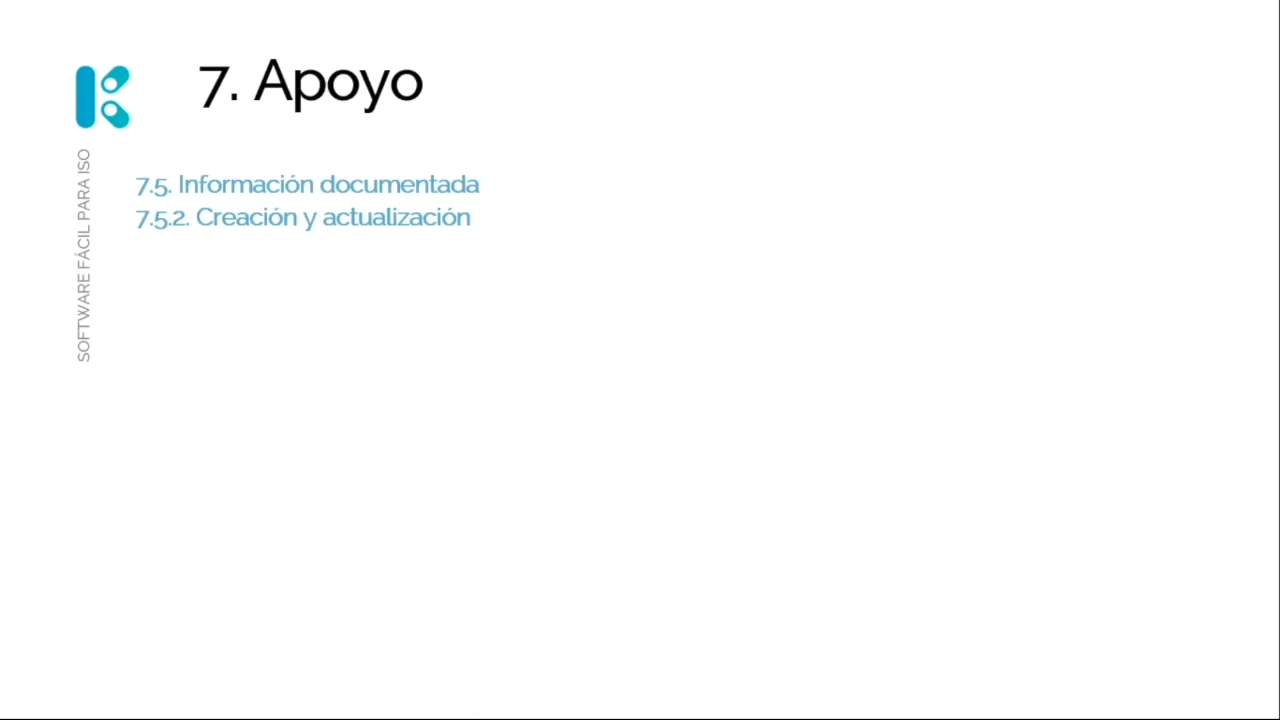 7. Apoyo
SOFTWARE FÁCIL PARA ISO
7.5. Información documentada
7.5.2. Creación y actualización